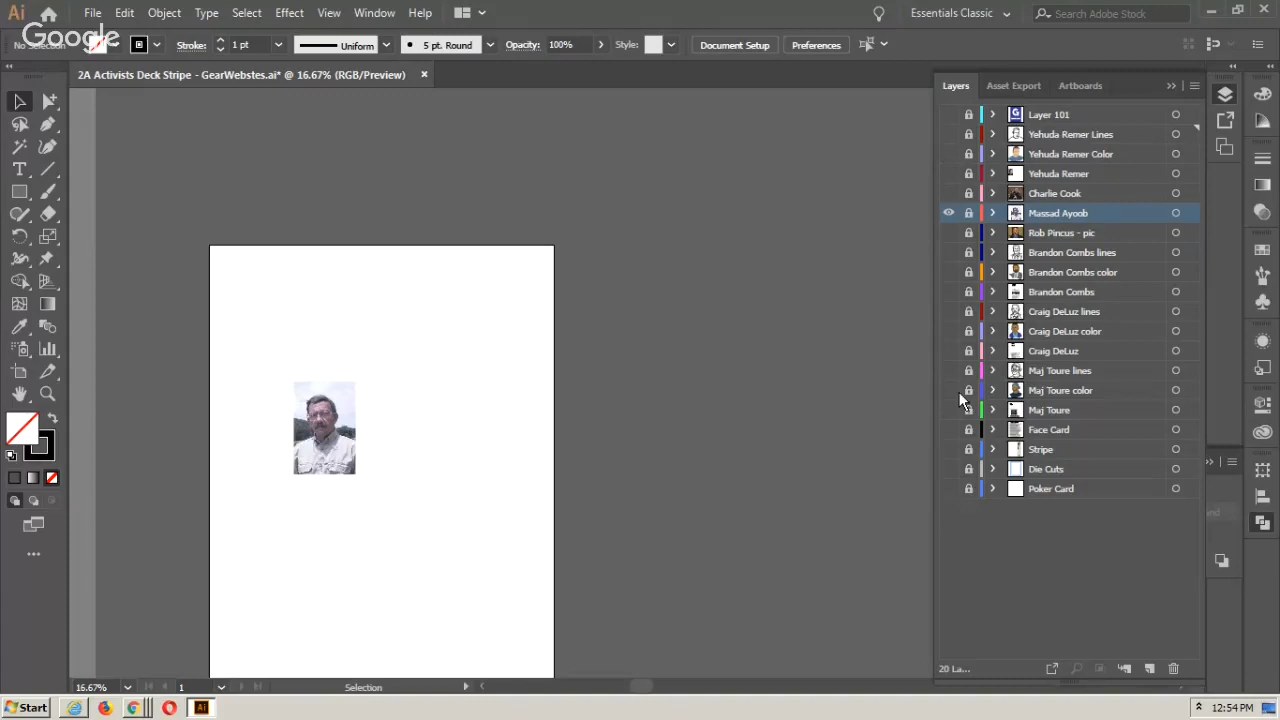 Ai File Edit Object Type Select Effect View Window Help Essentials Classic Search Adobe Stock
Google
No Selection Stroke: 1 pt Uniform 5 pt. Round Opacity: 100% Style: Document Setup Preferences
2A Activists Deck Stripe - GearWebstes.ai* @ 16.67% (RGB/Preview)
Layers Asset Export Artboards
Layer 101
Yehuda Remer Lines
Yehuda Remer Color
Yehuda Remer
Charlie Cook
Massad Ayoob
Rob Pincus - pic
Brandon Combs lines
Brandon Combs color
Brandon Combs
Craig DeLuz lines
Craig DeLuz color
Craig DeLuz
Maj Toure lines
Maj Toure color
Maj Toure
Face Card
Stripe
Die Cuts
Poker Card
20 La...
16.67% 1 Selection
Start Ai 12:54 PM